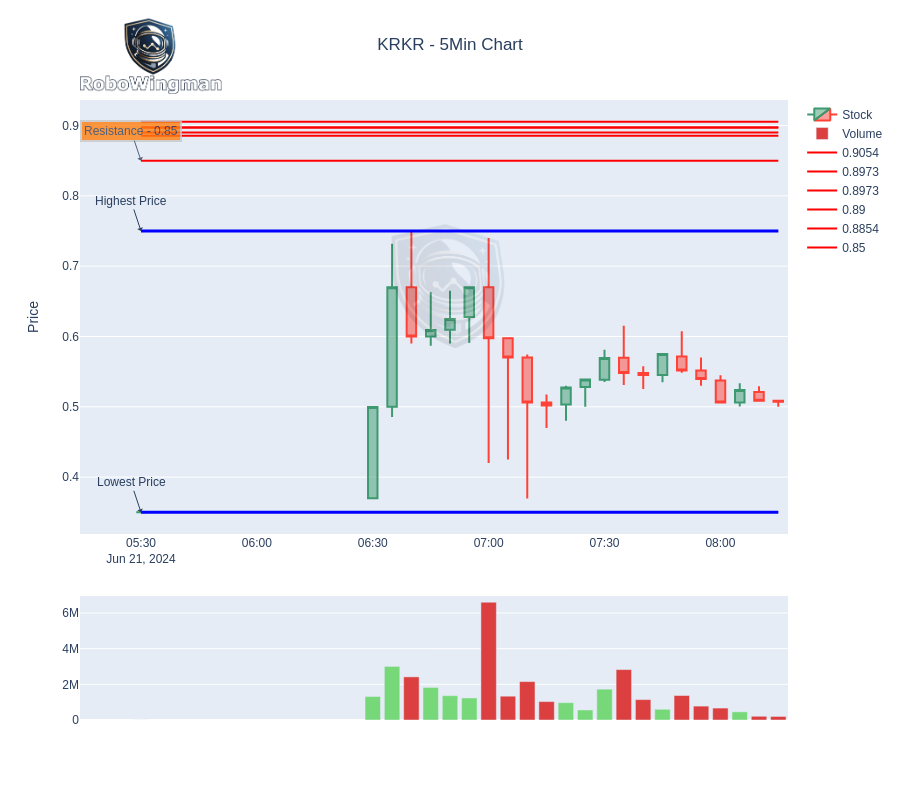 KRKR - 5Min Chart
RoboWingman
0.9
0.8
0.7
0.6
0.5
0.4
Price
Resistance - 0.85
Highest Price
Lowest Price
05:30
06:00
06:30
07:00
07:30
08:00
Jun 21, 2024
6M
4M
2M
0
Stock
Volume
0.9054
0.8973
0.8973
0.89
0.8854
0.85